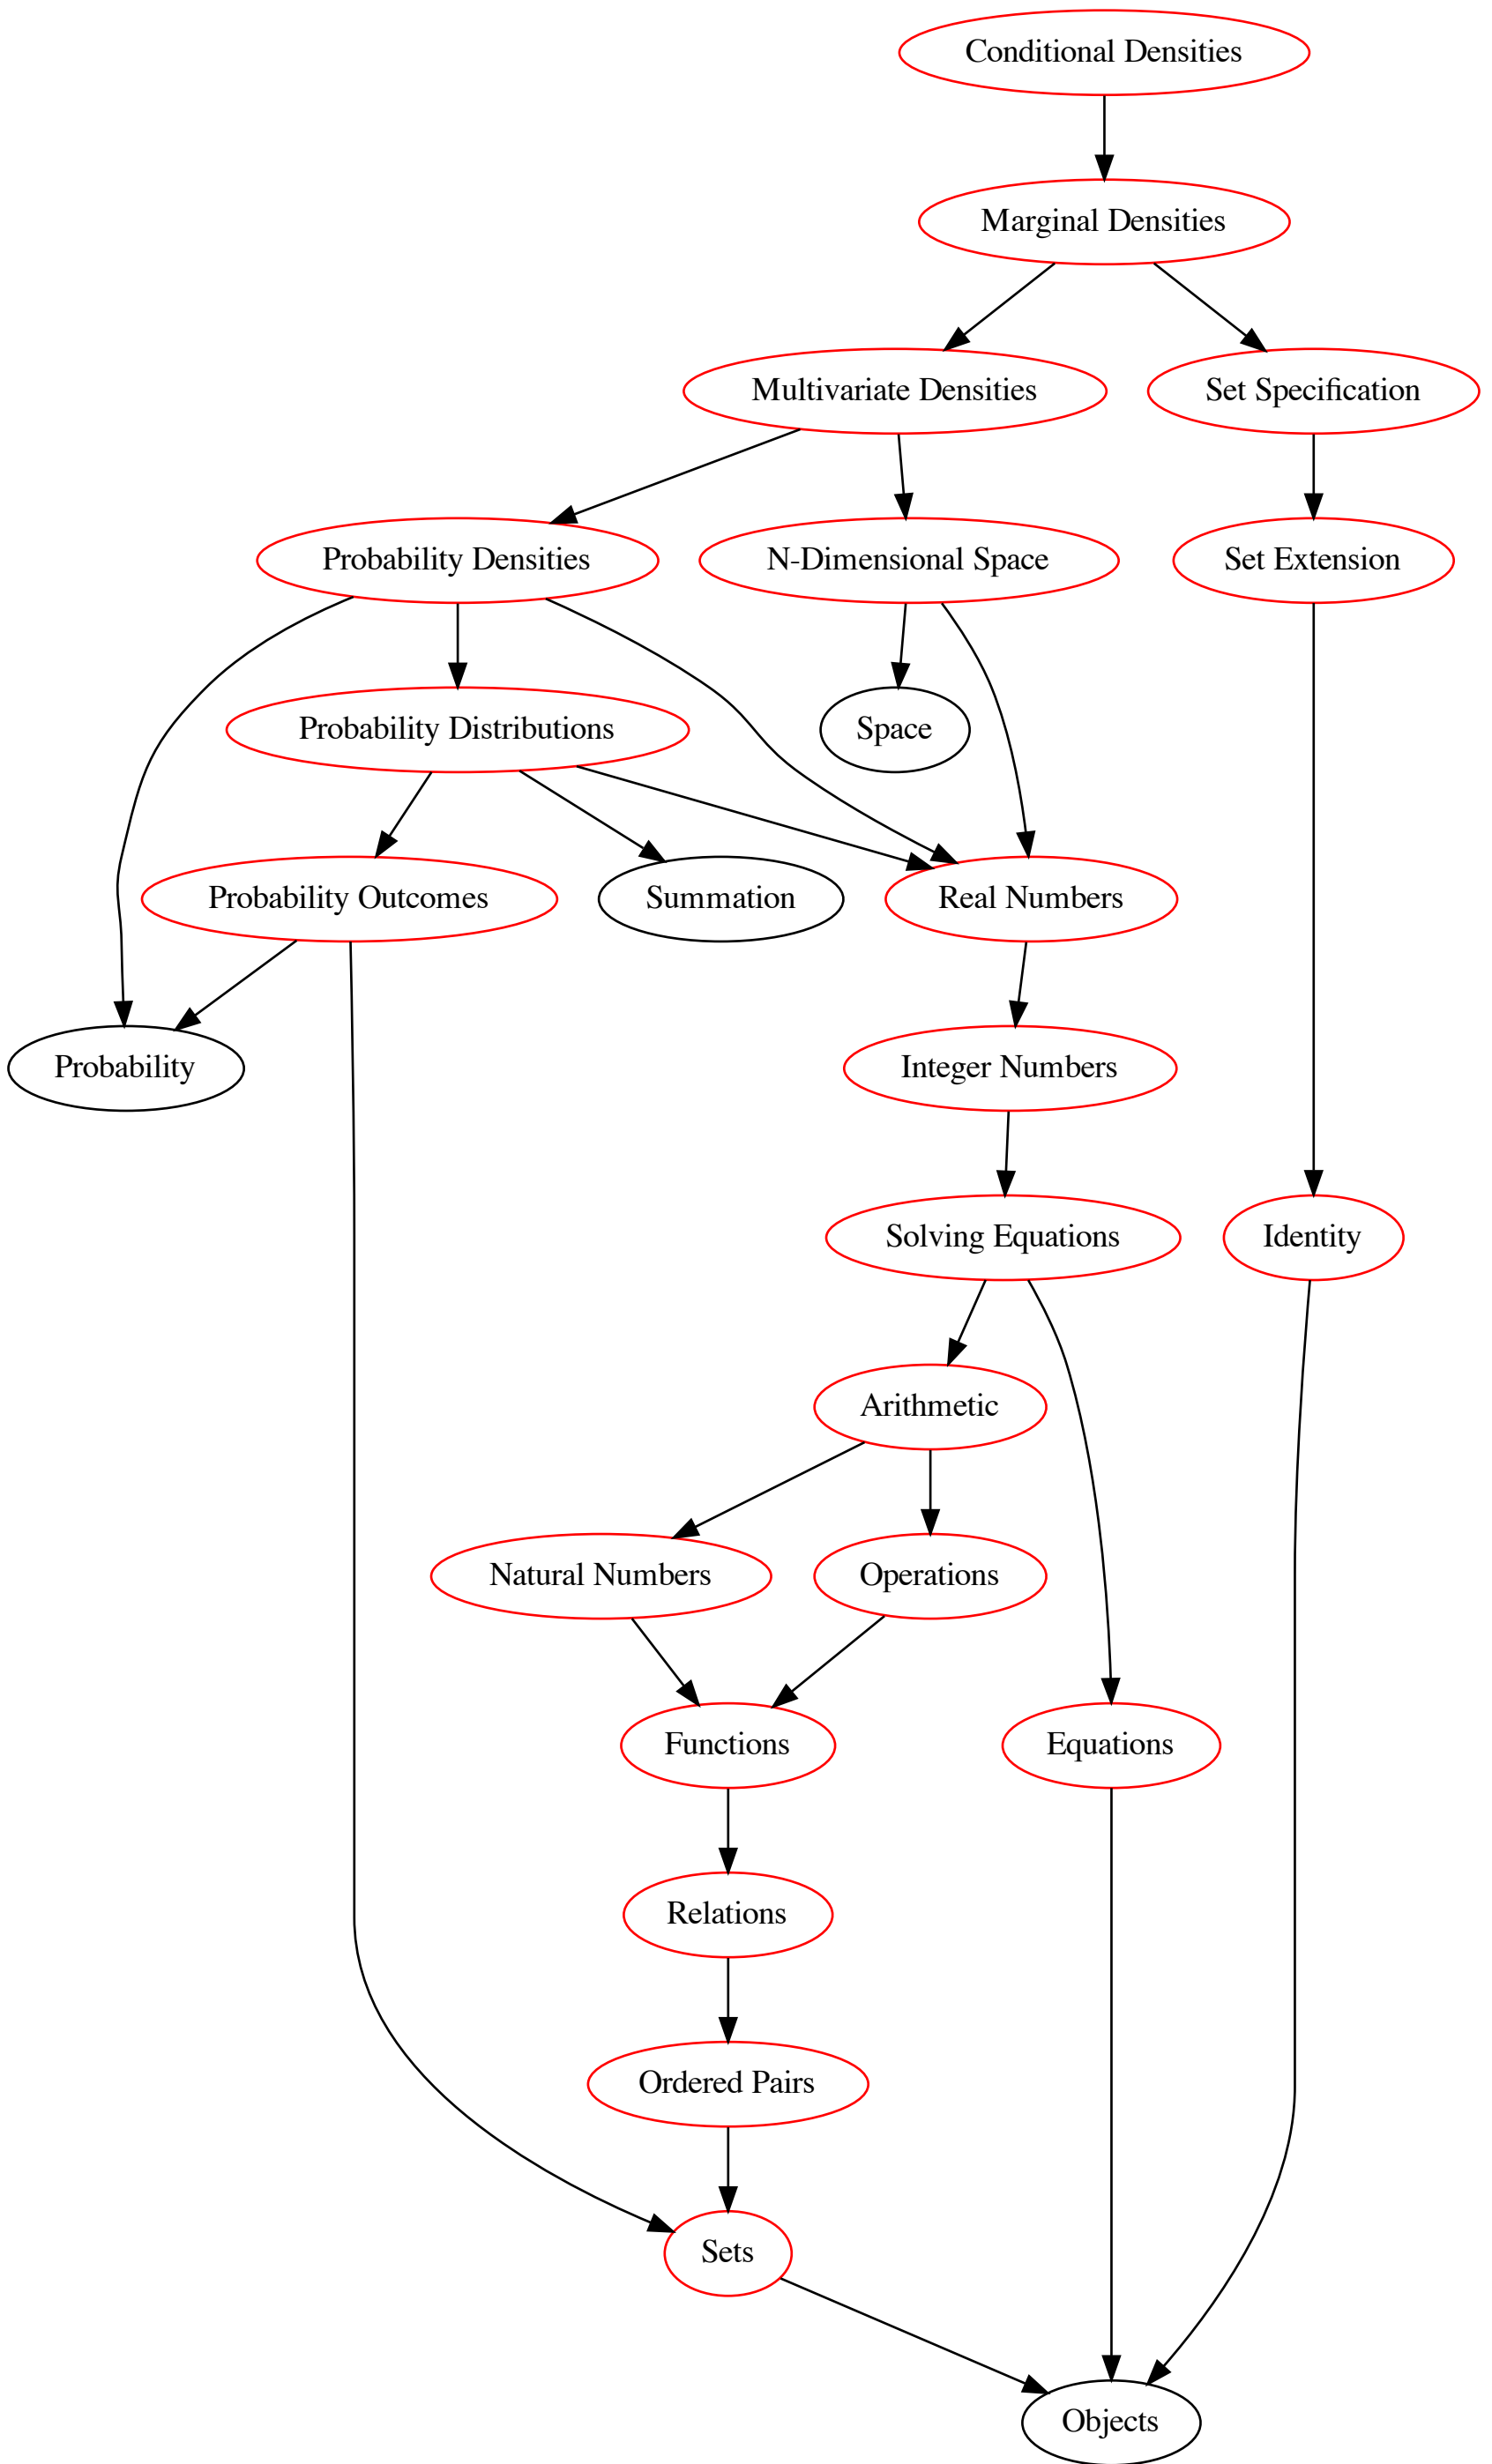 Conditional Densities
Marginal Densities
Multivariate Densities
Set Specification
Probability Densities
N-Dimensional Space
Set Extension
Probability Distributions
Space
Probability Outcomes
Summation
Real Numbers
Probability
Integer Numbers
Solving Equations
Identity
Arithmetic
Natural Numbers
Operations
Functions
Equations
Relations
Ordered Pairs
Sets
Objects